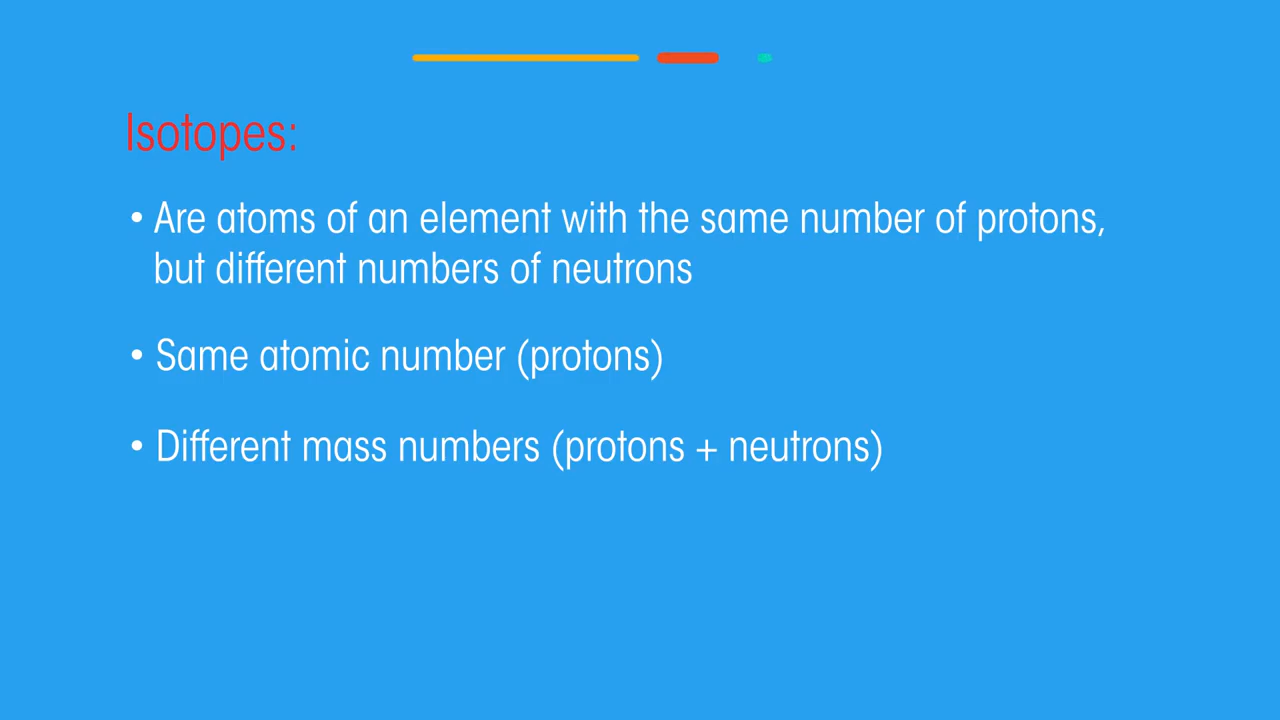 Isotopes:
• Are atoms of an element with the same number of protons,
but different numbers of neutrons
• Same atomic number (protons)
• Different mass numbers (protons + neutrons)